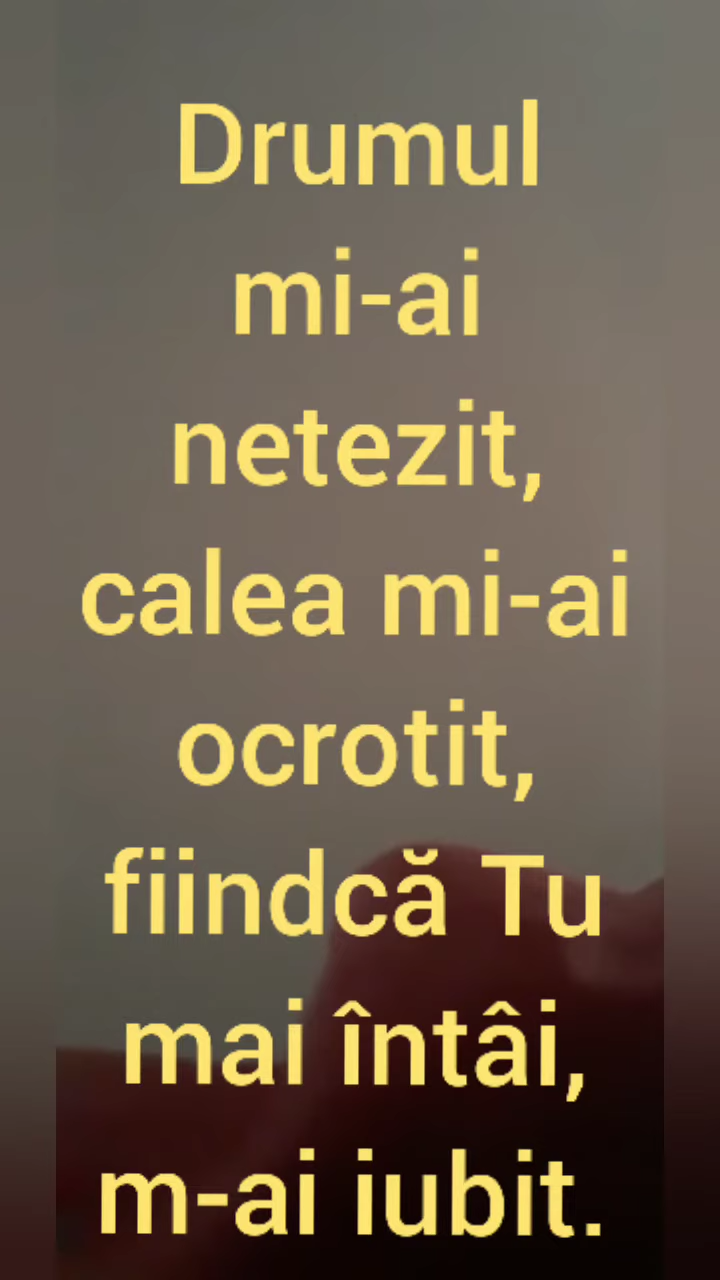 Drumul
mi-ai
netezit,
calea mi-ai
ocrotit,
fiindcă Tu
mai întâi,
m-ai iubit.